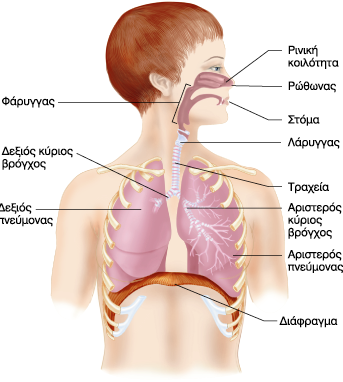 Ρινική
κοιλότητα
Ρώθωνας
Φάρυγγας
Στόμα
Λάρυγγας
Δεξιός κύριος
βρόγχος
Τραχεία
Δεξιός
πνεύμονας
Αριστερός
κύριος
βρόγχος
Αριστερός
πνεύμονας
Διάφραγμα